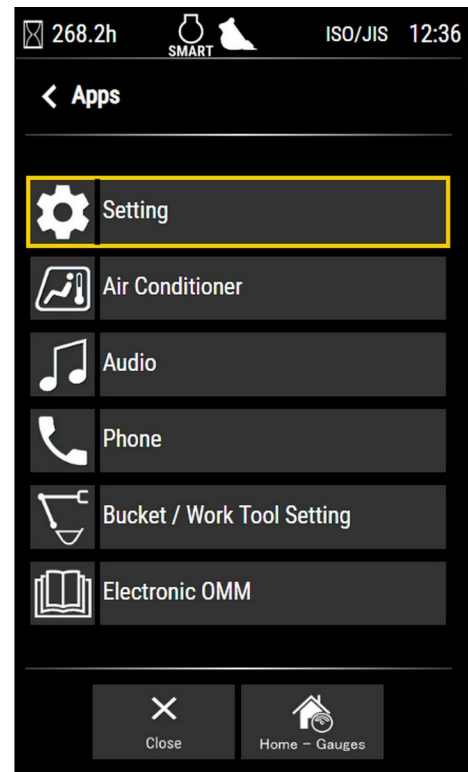 268.2h SMART ISO/JIS 12:36
Apps
Setting
Air Conditioner
Audio
Phone
Bucket / Work Tool Setting
Electronic OMM
Close Home - Gauges